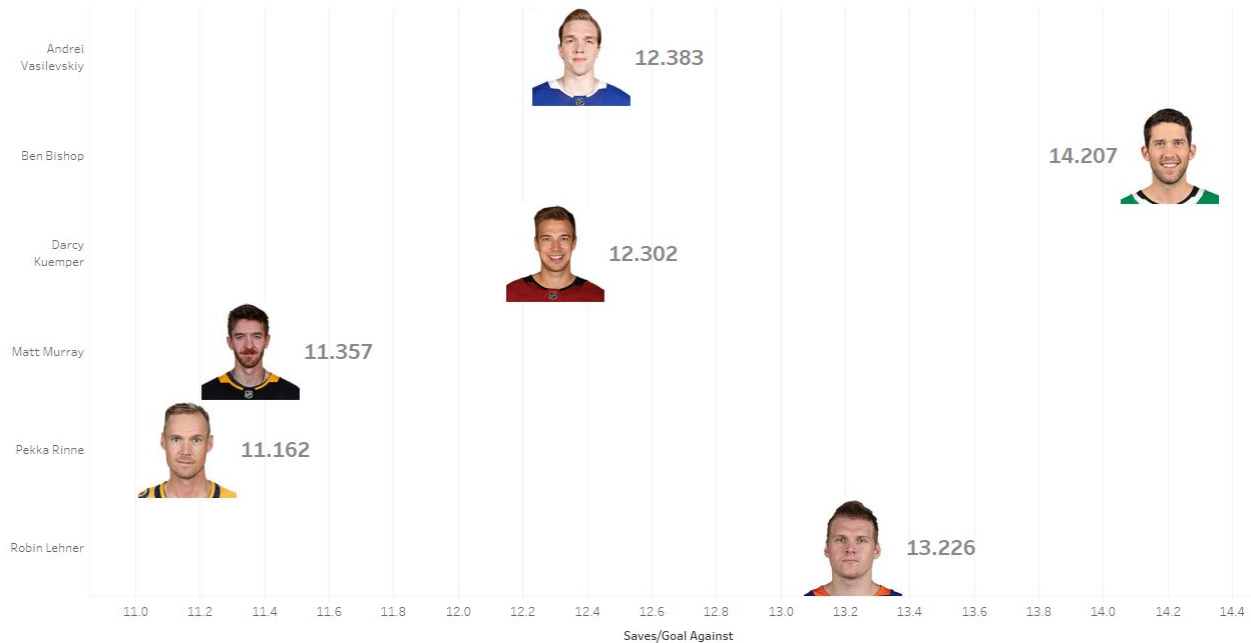 Andrei
Vasilevskiy
12.383
Ben Bishop
14.207
Darcy
Kuemper
12.302
Matt Murray
11.357
Pekka Rinne
11.162
Robin Lehner
13.226
11.0 11.2 11.4 11.6 11.8 12.0 12.2 12.4 12.6 12.8 13.0 13.2 13.4 13.6 13.8 14.0 14.2 14.4
Saves/Goal Against